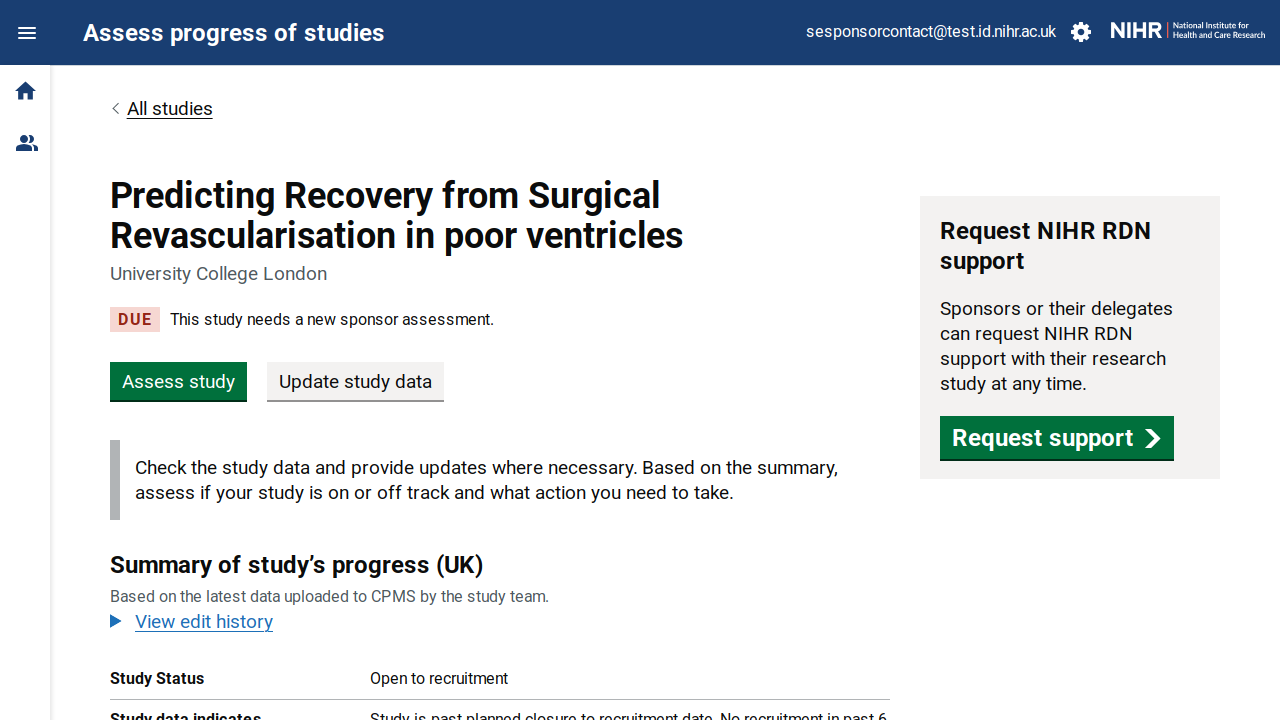 Assess progress of studies
sesponsorcontact@test.id.nihr.ac.uk
NIHR
National Institute for
Health and Care Research
All studies
Predicting Recovery from Surgical
Revascularisation in poor ventricles
University College London
DUE This study needs a new sponsor assessment.
Assess study
Update study data
Check the study data and provide updates where necessary. Based on the summary,
assess if your study is on or off track and what action you need to take.
Summary of study’s progress (UK)
Based on the latest data uploaded to CPMS by the study team.
View edit history
Study Status Open to recruitment
Study data indicates Study is past planned closure to recruitment date, No recruitment in past 6
Request NIHR RDN
support
Sponsors or their delegates
can request NIHR RDN
support with their research
study at any time.
Request support